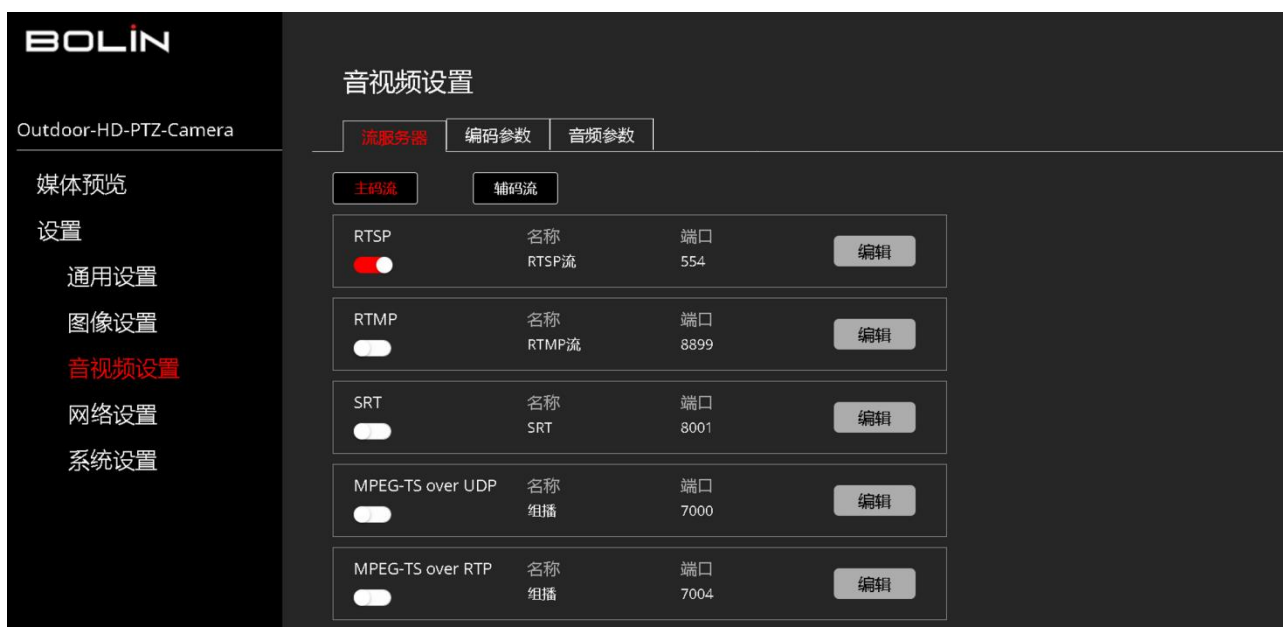 BOLIN
Outdoor-HD-PTZ-Camera
媒体预览
设置
通用设置
图像设置
音视频设置
网络设置
系统设置
音视频设置
流服务器 编码参数 音频参数
主码流 辅码流
RTSP 名称 端口
RTSP流 554 编辑
RTMP 名称 端口
RTMP流 8899 编辑
SRT 名称 端口
SRT 8001 编辑
MPEG-TS over UDP 名称 端口
组播 7000 编辑
MPEG-TS over RTP 名称 端口
组播 7004 编辑